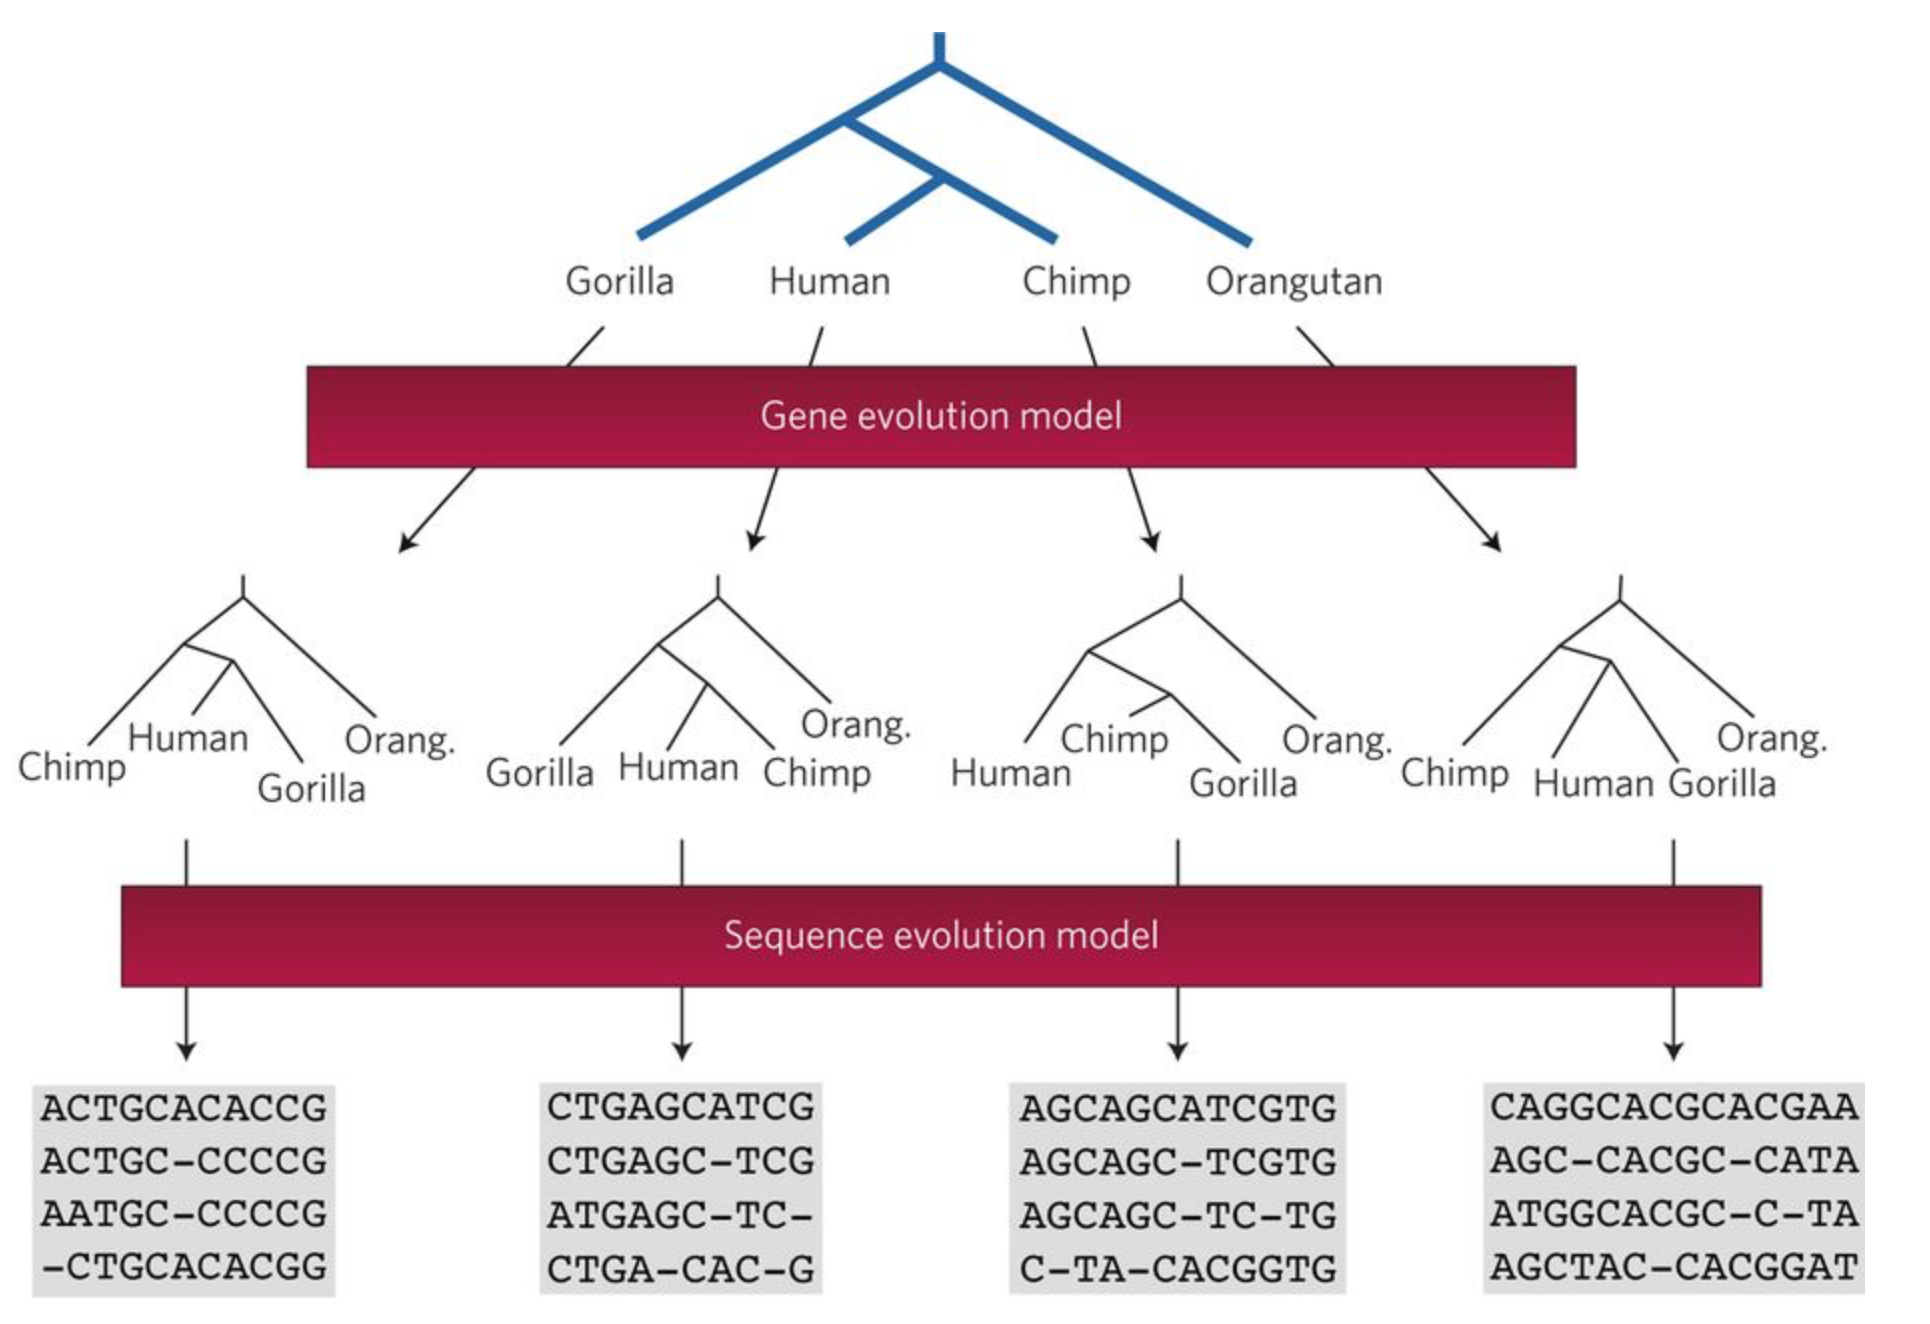 Gorilla Human Chimp Orangutan
Gene evolution model
Chimp Human Gorilla Orang.
Gorilla Human Chimp Orang.
Human Chimp Gorilla Orang.
Chimp Human Gorilla Orang.
Sequence evolution model
ACTGCACACCG
ACTGC-CCCCG
AATGC-CCCCG
-CTGCACACGG
CTGAGCATCG
CTGAGC-TCG
ATGAGC-TC-
CTGA-CAC-G
AGCAGCATCGTG
AGCAGC-TCGTG
AGCAGC-TC-TG
C-TA-CACGGTG
CAGGCACGCACGAA
AGC-CACGC-CATA
ATGGCACGC-C-TA
AGCTAC-CACGGAT